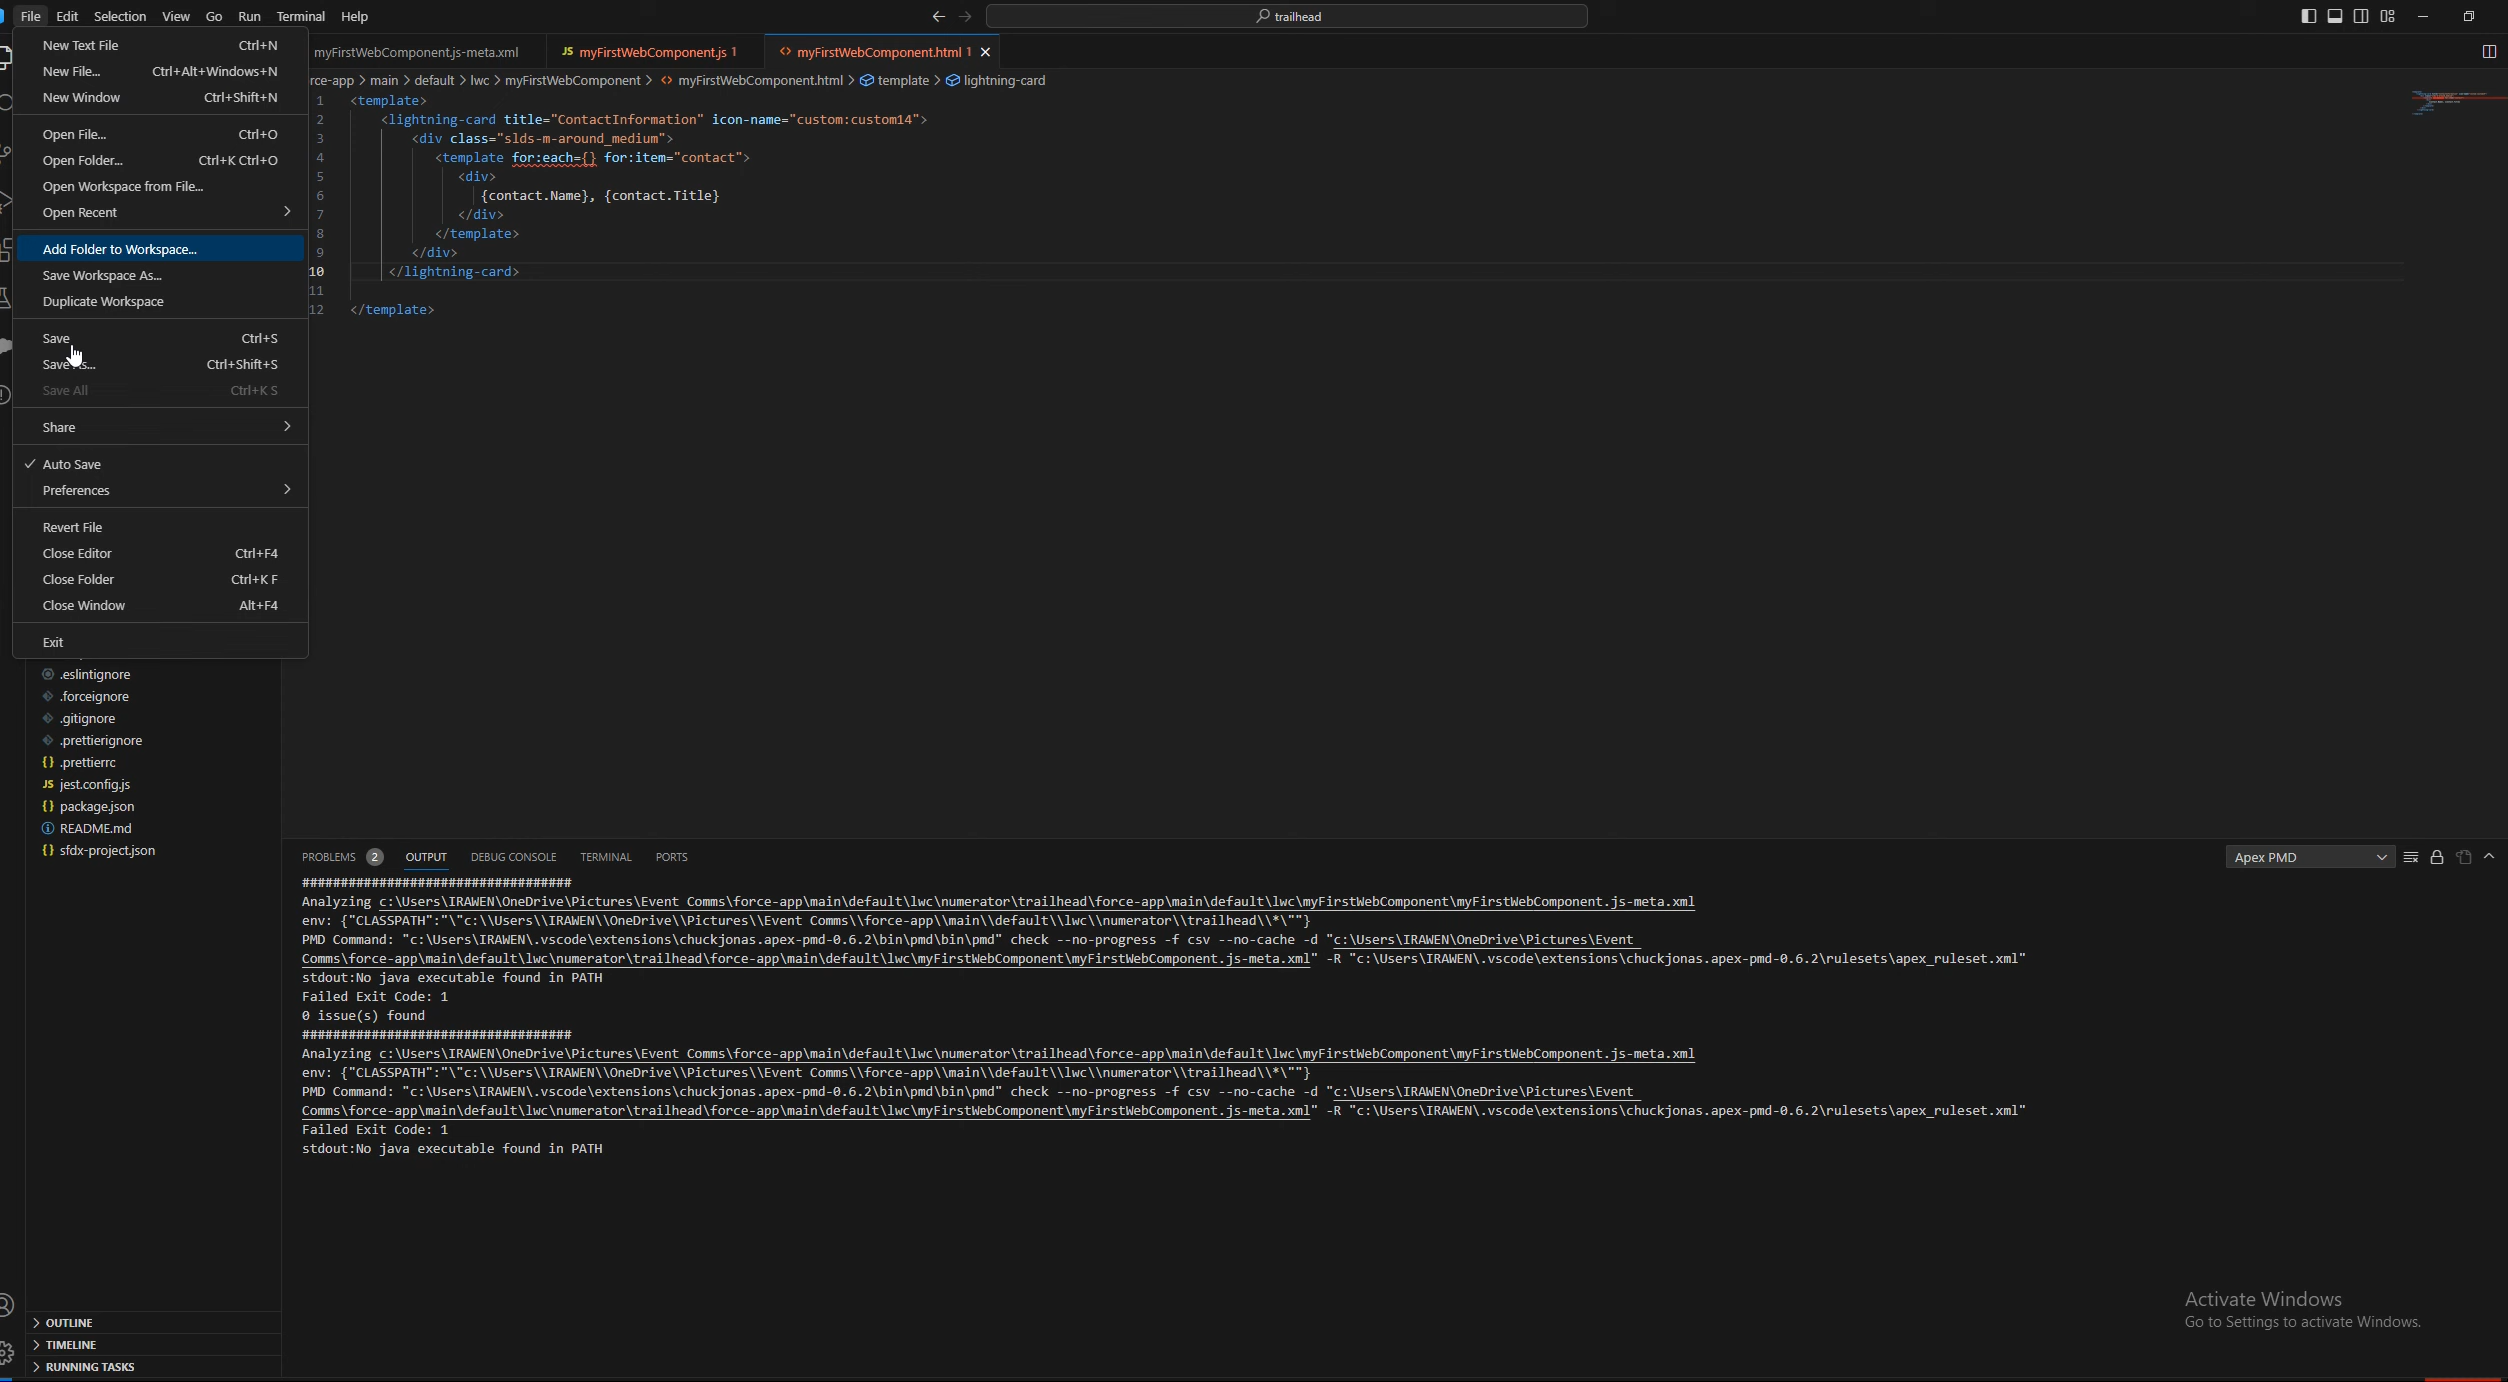 File Edit Selection View Go Run Terminal Help
trailhead
New Text File Ctrl+N
New File... Ctrl+Alt+Windows+N
New Window Ctrl+Shift+N
Open File... Ctrl+O
Open Folder... Ctrl+K Ctrl+O
Open Workspace from File...
Open Recent
Add Folder to Workspace...
Save Workspace As...
Duplicate Workspace
Save Ctrl+S
Save As... Ctrl+Shift+S
Save All Ctrl+K S
Share
Auto Save
Preferences
Revert File
Close Editor Ctrl+F4
Close Folder Ctrl+K F
Close Window Alt+F4
Exit
.eslintignore
.forceignore
.gitignore
.prettierignore
{} .prettierrc
JS jest.config.js
{} package.json
README.md
{} sfdx-project.json
OUTLINE
TIMELINE
RUNNING TASKS
myFirstWebComponent.js-meta.xml JS myFirstWebComponent.js 1 <> myFirstWebComponent.html 1
rce-app > main > default > lwc > myFirstWebComponent > <> myFirstWebComponent.html > template > lightning-card
1 <template>
2 <lightning-card title="ContactInformation" icon-name="custom:custom14">
3 <div class="slds-m-around_medium">
4 <template for:each={} for:item="contact">
5 <div>
6 {contact.Name}, {contact.Title}
7 </div>
8 </template>
9 </div>
10 </lightning-card>
11
12 </template>
PROBLEMS 2 OUTPUT DEBUG CONSOLE TERMINAL PORTS
Apex PMD
###################################
Analyzing c:\Users\IRAWEN\OneDrive\Pictures\Event Comms\force-app\main\default\lwc\numerator\trailhead\force-app\main\default\lwc\myFirstWebComponent\myFirstWebComponent.js-meta.xml
env: {"CLASSPATH":"\"c:\\Users\\IRAWEN\\OneDrive\\Pictures\\Event Comms\\force-app\\main\\default\\lwc\\numerator\\trailhead\\*\""}
PMD Command: "c:\Users\IRAWEN\.vscode\extensions\chuckjonas.apex-pmd-0.6.2\bin\pmd\bin\pmd" check --no-progress -f csv --no-cache -d "c:\Users\IRAWEN\OneDrive\Pictures\Event
Comms\force-app\main\default\lwc\numerator\trailhead\force-app\main\default\lwc\myFirstWebComponent\myFirstWebComponent.js-meta.xml" -R "c:\Users\IRAWEN\.vscode\extensions\chuckjonas.apex-pmd-0.6.2\rulesets\apex_ruleset.xml"
stdout:No java executable found in PATH
Failed Exit Code: 1
0 issue(s) found
###################################
Analyzing c:\Users\IRAWEN\OneDrive\Pictures\Event Comms\force-app\main\default\lwc\numerator\trailhead\force-app\main\default\lwc\myFirstWebComponent\myFirstWebComponent.js-meta.xml
env: {"CLASSPATH":"\"c:\\Users\\IRAWEN\\OneDrive\\Pictures\\Event Comms\\force-app\\main\\default\\lwc\\numerator\\trailhead\\*\""}
PMD Command: "c:\Users\IRAWEN\.vscode\extensions\chuckjonas.apex-pmd-0.6.2\bin\pmd\bin\pmd" check --no-progress -f csv --no-cache -d "c:\Users\IRAWEN\OneDrive\Pictures\Event
Comms\force-app\main\default\lwc\numerator\trailhead\force-app\main\default\lwc\myFirstWebComponent\myFirstWebComponent.js-meta.xml" -R "c:\Users\IRAWEN\.vscode\extensions\chuckjonas.apex-pmd-0.6.2\rulesets\apex_ruleset.xml"
Failed Exit Code: 1
stdout:No java executable found in PATH
Activate Windows
Go to Settings to activate Windows.